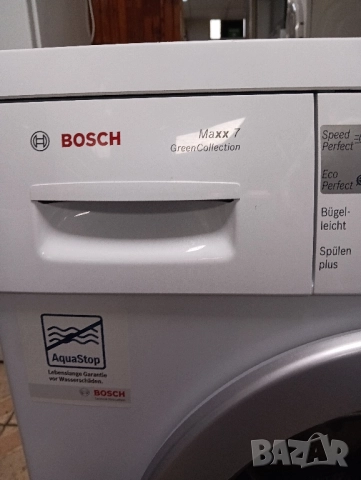 BOSCH
Maxx 7
GreenCollection
Speed
Perfect
Eco
Perfect
Bügel-
leicht
Spülen
plus
AquaStop
Lebenslange Garantie
vor Wasserschäden.
BOSCH
BAZAR